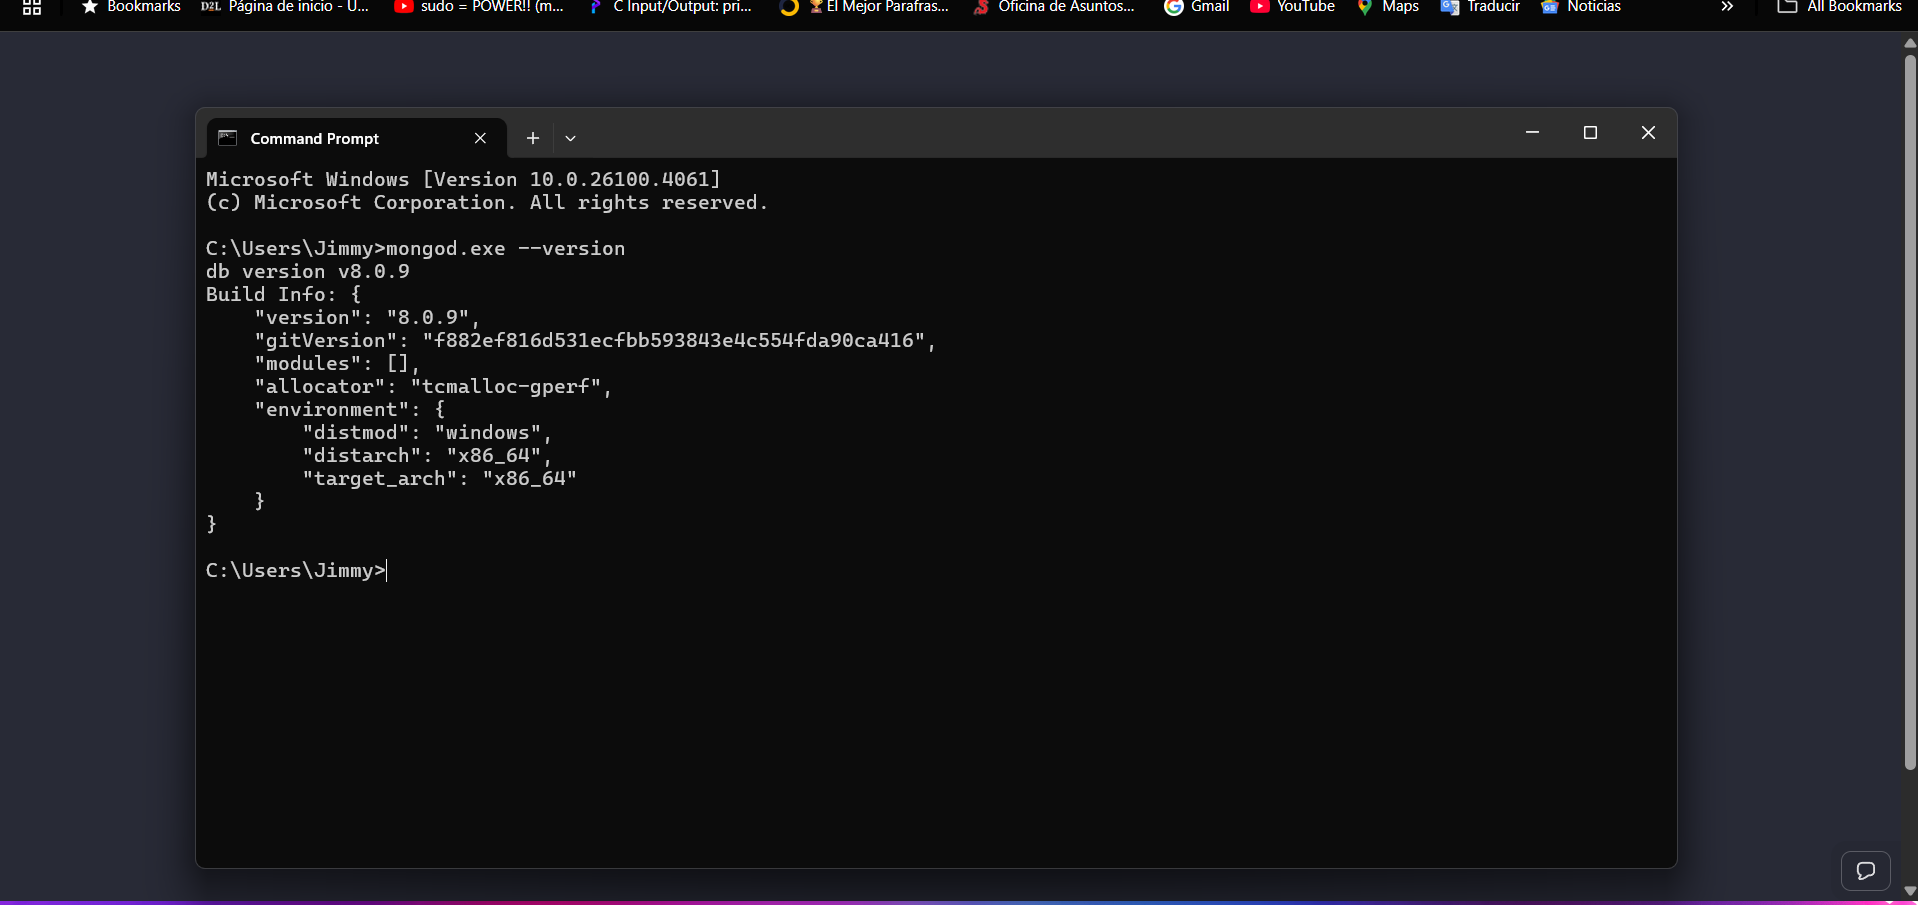 Bookmarks D2L Página de inicio - U... sudo = POWER!! (m... C Input/Output: pri... El Mejor Parafras... Oficina de Asuntos... Gmail YouTube Maps Traducir Noticias » All Bookmarks
Command Prompt
Microsoft Windows [Version 10.0.26100.4061]
(c) Microsoft Corporation. All rights reserved.
C:\Users\Jimmy>mongod.exe --version
db version v8.0.9
Build Info: {
    "version": "8.0.9",
    "gitVersion": "f882ef816d531ecfbb593843e4c554fda90ca416",
    "modules": [],
    "allocator": "tcmalloc-gperf",
    "environment": {
        "distmod": "windows",
        "distarch": "x86_64",
        "target_arch": "x86_64"
    }
}
C:\Users\Jimmy>